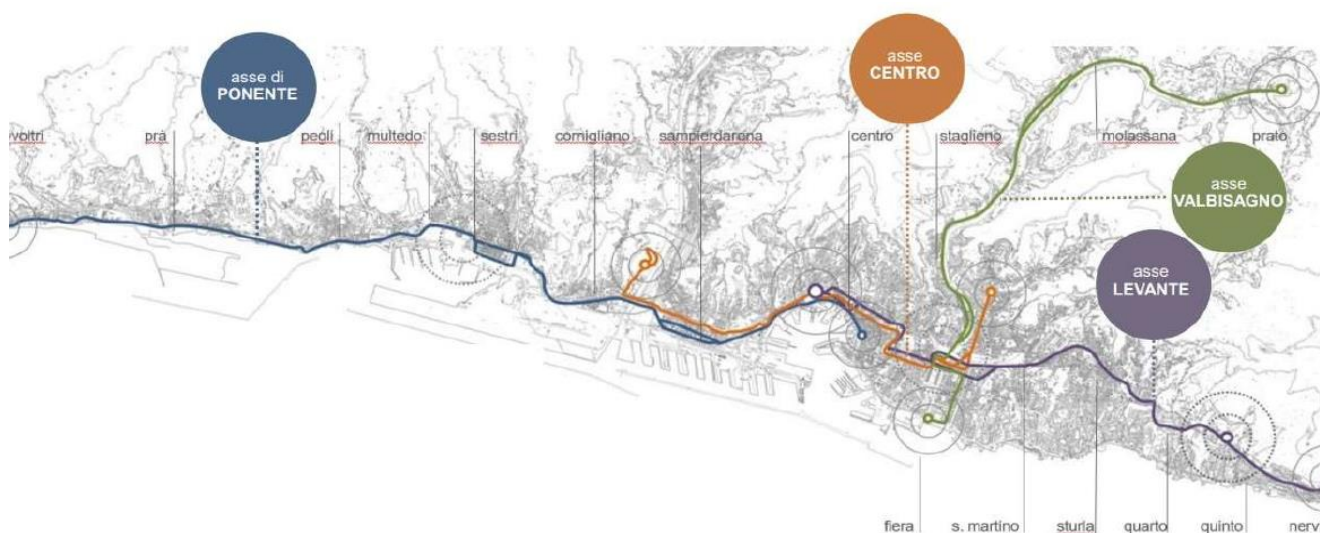 asse di
PONENTE
asse
CENTRO
voltri
prà
pegli
multedo
sestri
cornigliano
sampierdarena
centro
staglieno
molassana
prato
asse
VALBISAGNO
asse
LEVANTE
fiera
s. martino
sturla
quarto
quinto
nerv